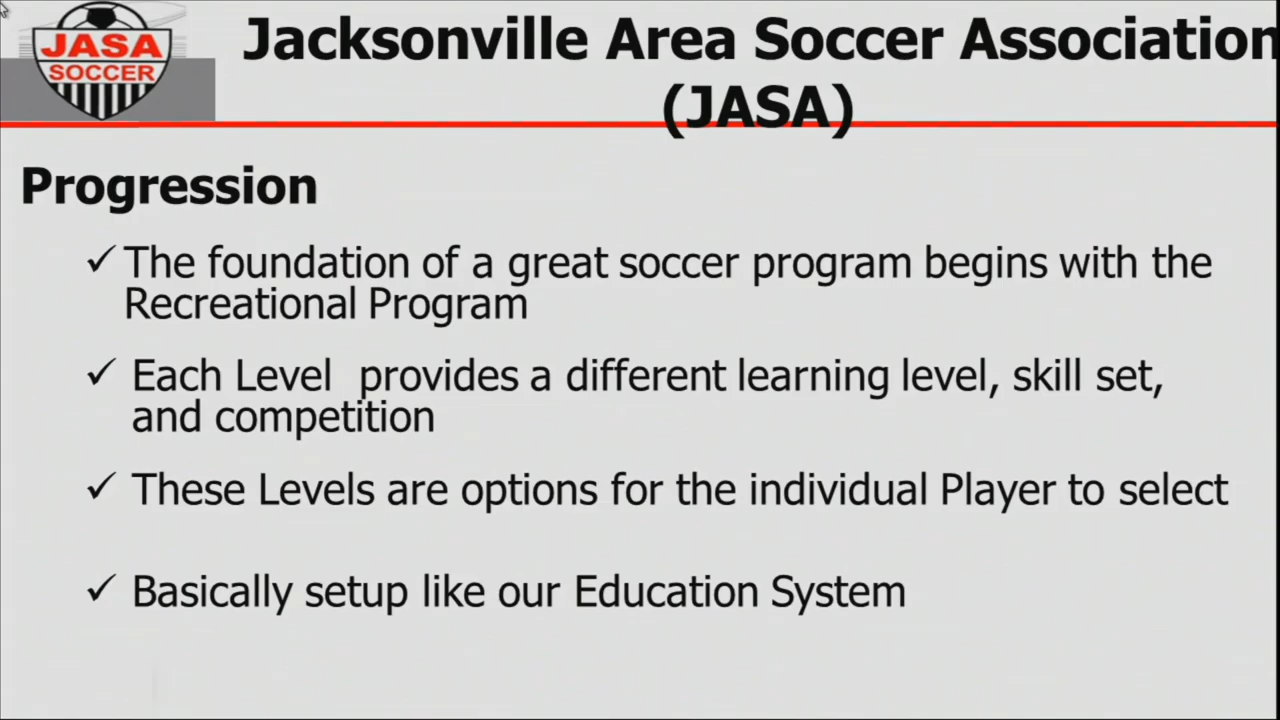 JASA
SOCCER
Jacksonville Area Soccer Association
(JASA)
Progression
✓ The foundation of a great soccer program begins with the
Recreational Program
✓ Each Level provides a different learning level, skill set,
and competition
✓ These Levels are options for the individual Player to select
✓ Basically setup like our Education System